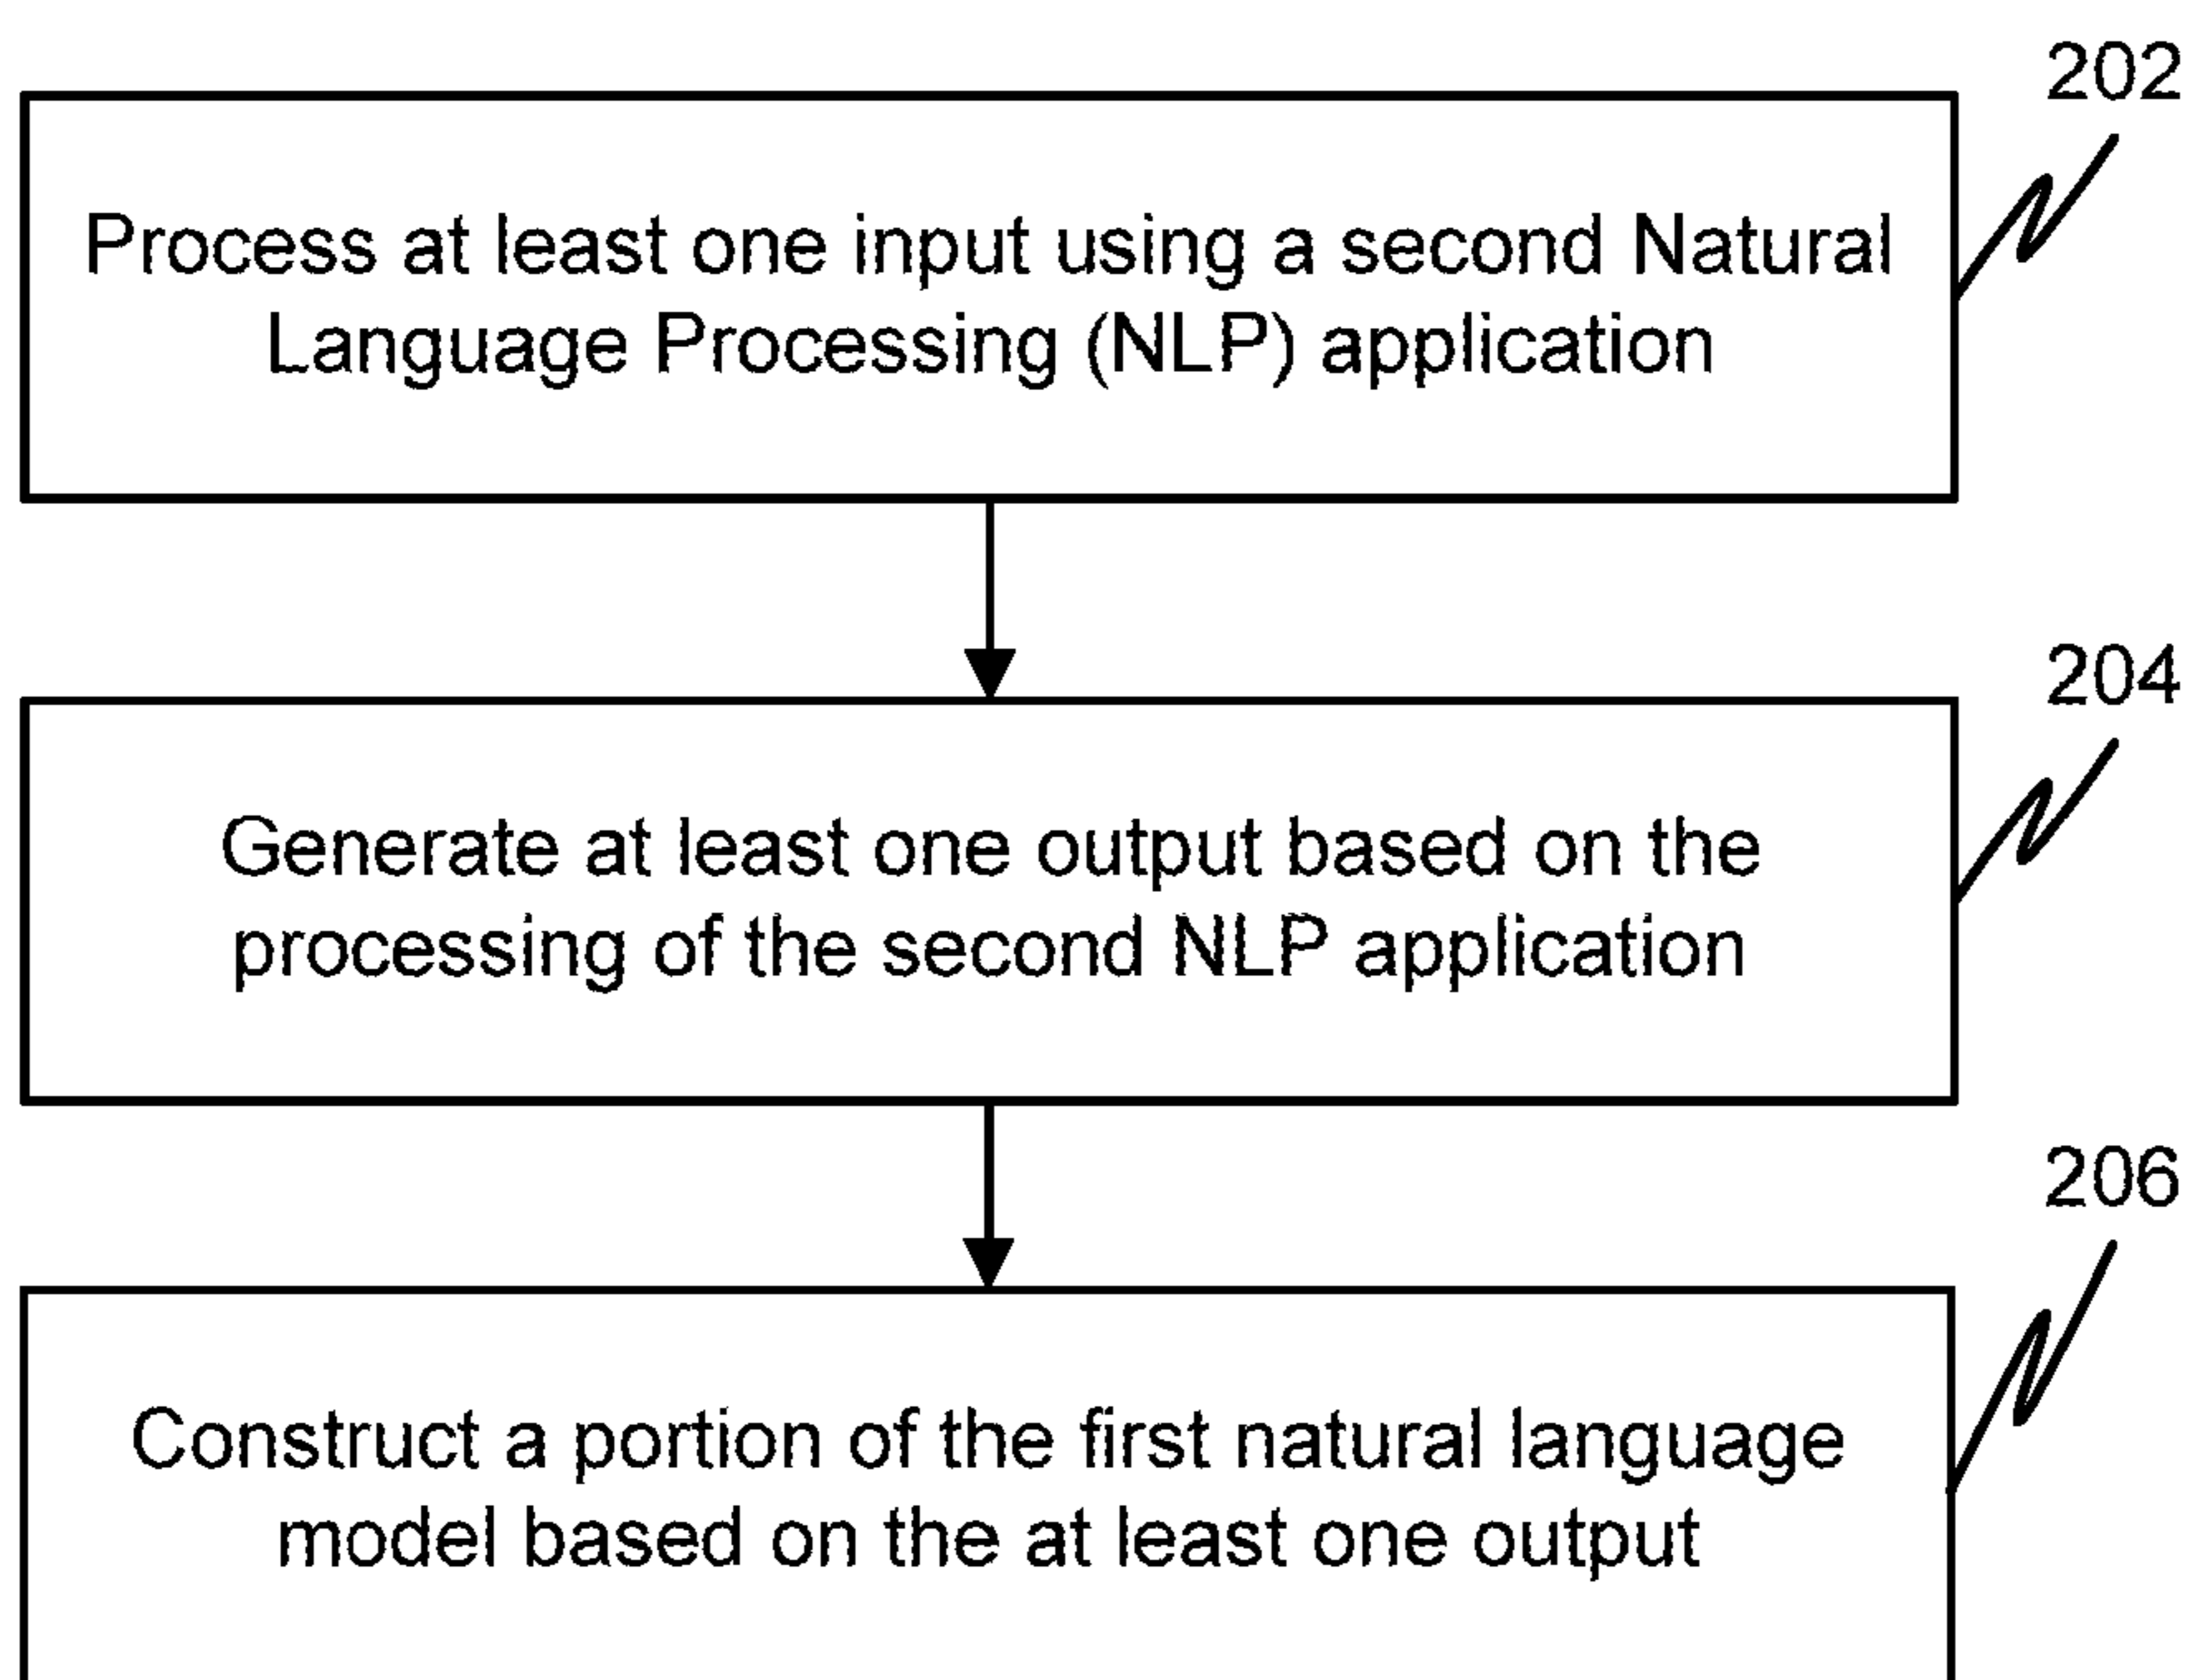 202
Process at least one input using a second Natural
Language Processing (NLP) application
204
Generate at least one output based on the
processing of the second NLP application
206
Construct a portion of the first natural language
model based on the at least one output